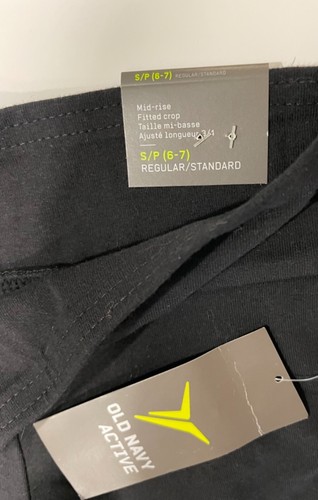 S/P (6-7) REGULAR/STANDARD
Mid-rise
Fitted crop
Taille mi-basse
Ajusté longueur 3/4
S/P (6-7)
REGULAR/STANDARD
OLD NAVY
ACTIVE